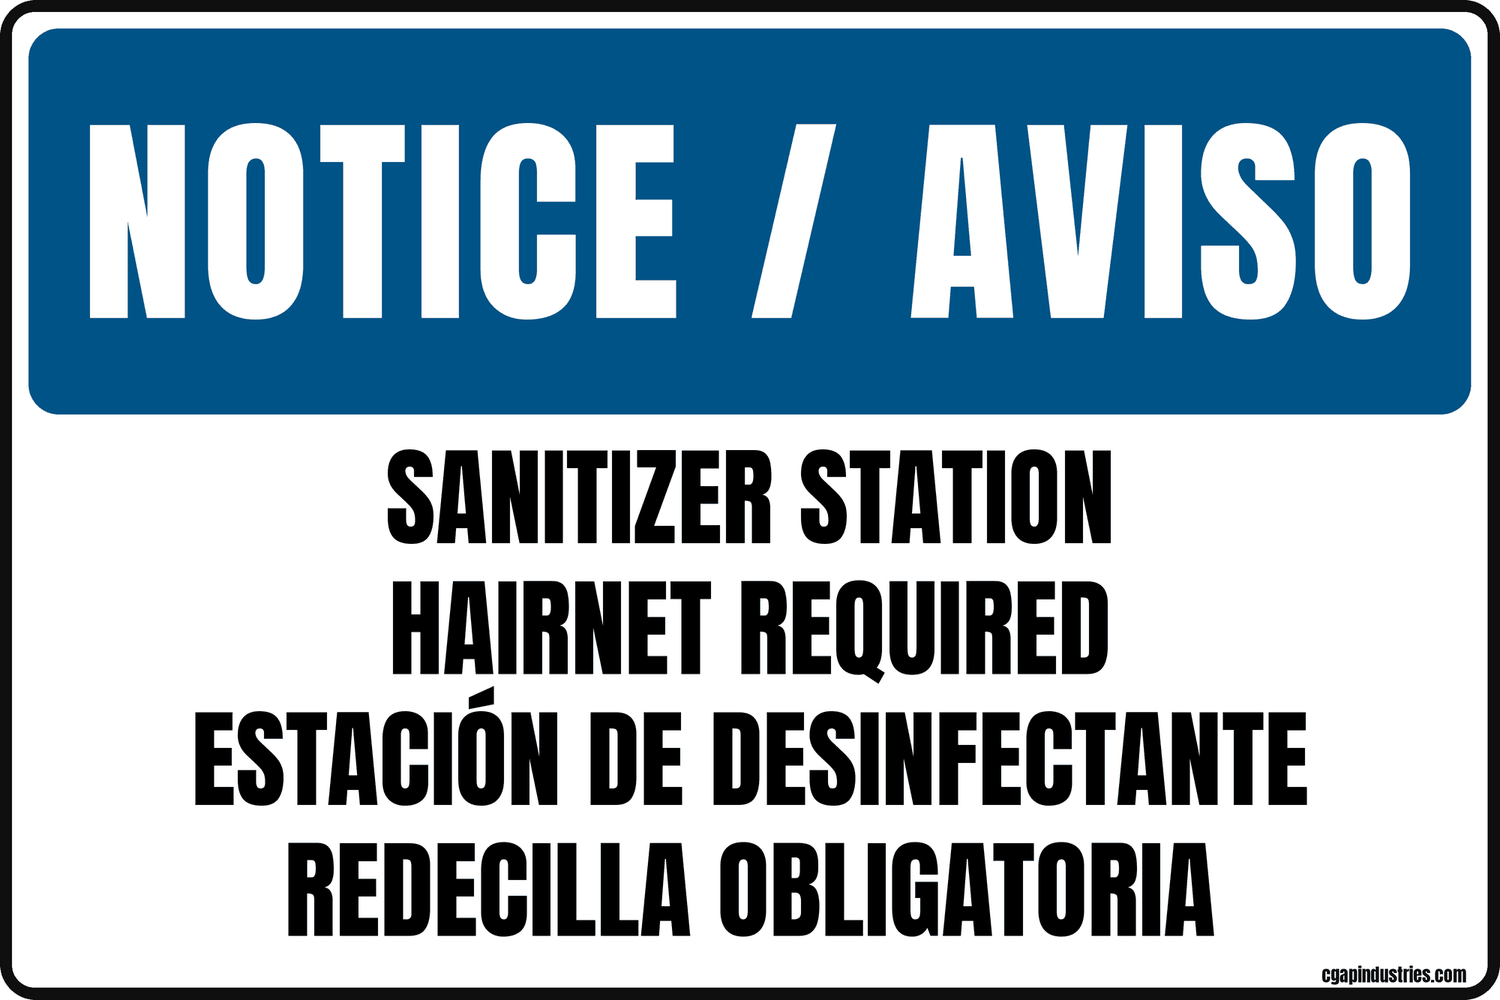 NOTICE / AVISO
SANITIZER STATION
HAIRNET REQUIRED
ESTACIÓN DE DESINFECTANTE
REDECILLA OBLIGATORIA
cgapindustries.com